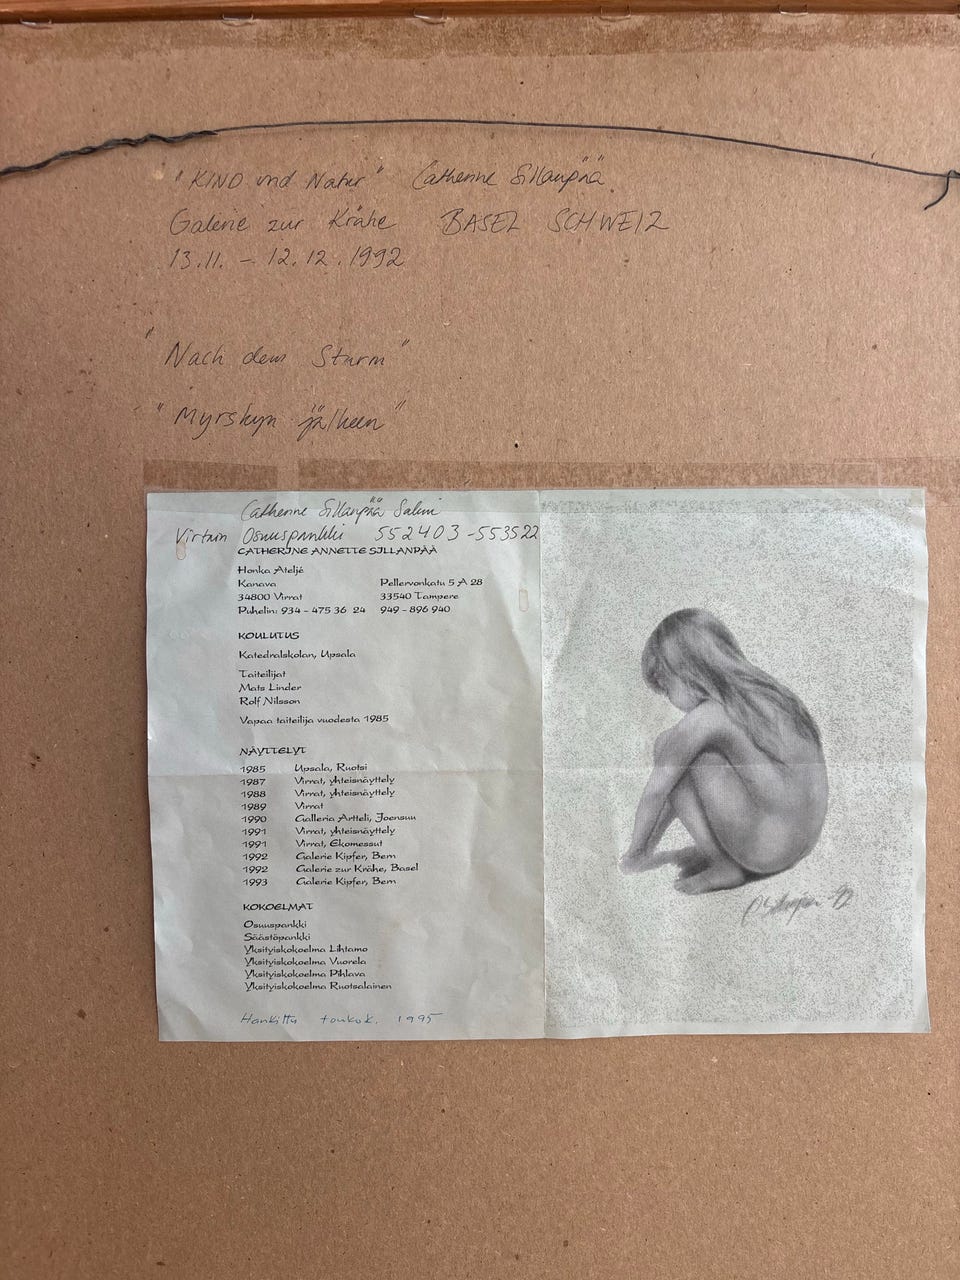 "KIND und Natur" Catherine Sillanpää
Galerie zur Krähe BASEL SCHWEIZ
13.11. – 12.12.1992
"Nach dem Sturm"
"Myrskyn jälkeen"
Catherine Sillanpää Salmi
Virtain Osuuspankki 552403-553522
CATHERINE ANNETTE SILLANPÄÄ
Honka Ateljé
Kanava Pellervonkatu 5 A 28
34800 Virrat 33540 Tampere
Puhelin: 934 - 475 36 24 949 - 896 940
KOULUTUS
Katedralskolan, Upsala
Taiteilijat
Mats Linder
Rolf Nilsson
Vapaa taiteilija vuodesta 1985
NÄYTTELYT
1985 Upsala, Ruotsi
1987 Virrat, yhteisnäyttely
1988 Virrat, yhteisnäyttely
1989 Virrat
1990 Galleria Artteli, Joensuu
1991 Virrat, yhteisnäyttely
1991 Virrat, Ekomessut
1992 Galerie Kipfer, Bern
1992 Galerie zur Krähe, Basel
1993 Galerie Kipfer, Bern
KOKOELMAT
Osuuspankki
Säästöpankki
Yksityiskokoelma Lihtamo
Yksityiskokoelma Vuorela
Yksityiskokoelma Pihlava
Yksityiskokoelma Ruotsalainen
Hankittu toukok. 1995